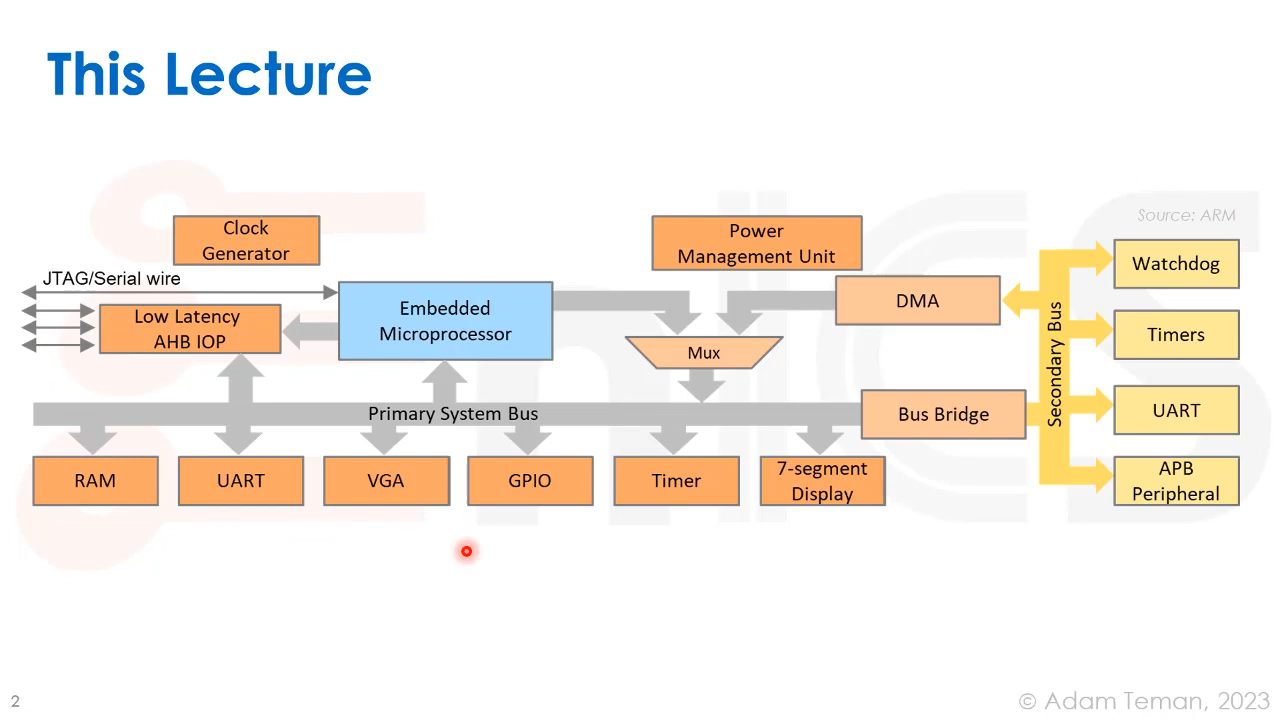 This Lecture
Source: ARM
Clock
Generator
Power
Management Unit
JTAG/Serial wire
Low Latency
AHB IOP
Embedded
Microprocessor
DMA
Mux
Primary System Bus
Bus Bridge
Secondary Bus
Watchdog
Timers
UART
APB
Peripheral
RAM
UART
VGA
GPIO
Timer
7-segment
Display
2
© Adam Teman, 2023